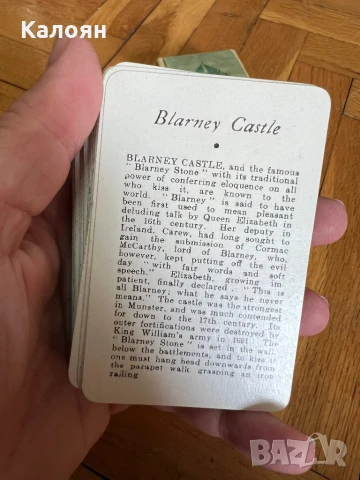 Калоян
Blarney Castle
BLARNEY CASTLE, and the famous
"Blarney Stone" with its traditional
power of conferring eloquence on all
who kiss it, are known to the
world. "Blarney" is said to have
been first used to mean pleasant
deluding talk by Queen Elizabeth in
the 16th century. Her deputy in
Ireland, Carew, had long sought to
gain the submission of Cormac
McCarthy, lord of Blarney, who,
however, kept putting off the evil
day "with fair words and soft
speech." Elizabeth, growing im-
patient, finally declared "This is
all Blarney; what he says he never
means." The castle was the strongest
in Munster, and was much contended
for down to the 17th century. Its
outer fortifications were destroyed by
King William's army in 1691. The
"Blarney Stone" is set in the wall,
below the battlements, and to kiss it
one must hang head downwards from
the parapet walk grasping an iron
railing
BAZAR